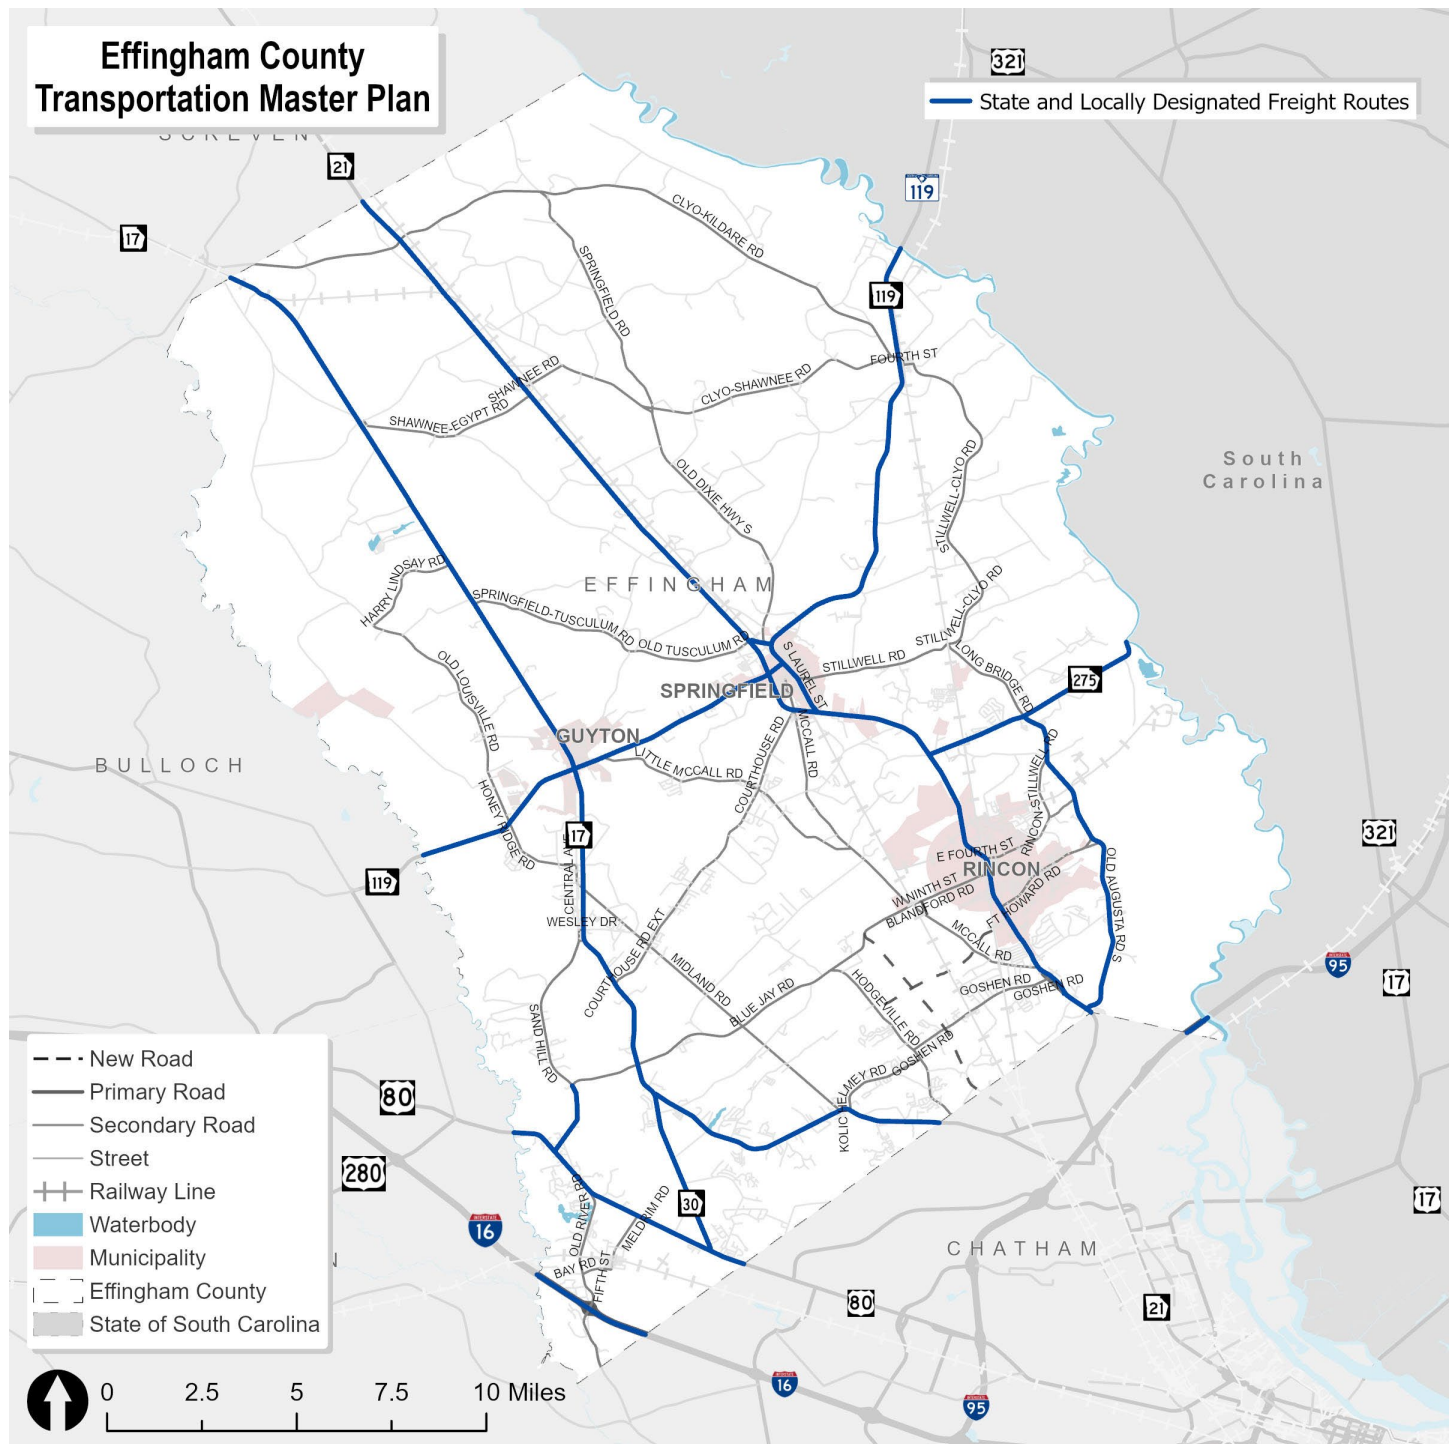 Effingham County
Transportation Master Plan
State and Locally Designated Freight Routes
SCREVEN
321
21
119
17
CLYO-KILDARE RD
SPRINGFIELD RD
119
FOURTH ST
SHAWNEE RD
CLYO-SHAWNEE RD
SHAWNEE-EGYPT RD
South
Carolina
OLD DIXIE HWY S
STILLWELL-CLYO RD
HARRY LINDSAY RD
EFFINGHAM
SPRINGFIELD-TUSCULUM RD
OLD TUSCULUM RD
STILLWELL-CLYO RD
S LAUREL ST
STILLWELL RD
LONG BRIDGE RD
275
OLD LOUISVILLE RD
SPRINGFIELD
GUYTON
MCCALL RD
COURTHOUSE RD
LITTLE MCCALL RD
RINCON-STILLWELL RD
BULLOCH
HONEY RIDGE RD
17
CENTRAL AVE
E FOURTH ST
RINCON
321
119
W NINTH ST
BLANDFORD RD
FT HOWARD RD
OLD AUGUSTA RD S
WESLEY DR
MCCALL RD
COURTHOUSE RD EXT
MIDLAND RD
BLUE JAY RD
HODGEVILLE RD
GOSHEN RD
GOSHEN RD
95
17
SAND HILL RD
GOSHEN RD
KOLIC HELMEY RD
New Road
Primary Road
Secondary Road
Street
Railway Line
Waterbody
Municipality
Effingham County
State of South Carolina
80
280
16
OLD RIVER RD
MELDRIM RD
30
17
BAY RD
FIFTH ST
CHATHAM
N
80
21
16
95
0 2.5 5 7.5 10 Miles